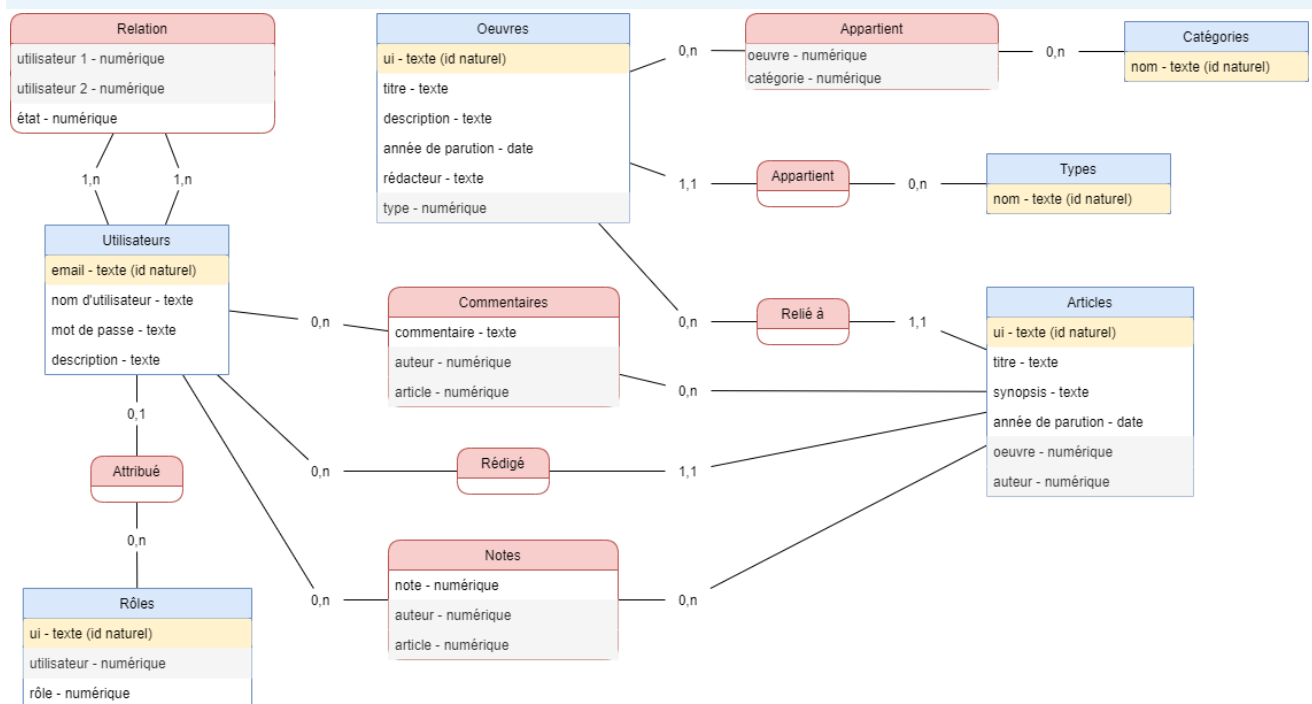 Relation
utilisateur 1 - numérique
utilisateur 2 - numérique
état - numérique
1,n
1,n
Oeuvres
ui - texte (id naturel)
titre - texte
description - texte
année de parution - date
rédacteur - texte
type - numérique
0,n
Appartient
oeuvre - numérique
catégorie - numérique
0,n
Catégories
nom - texte (id naturel)
1,1
Appartient
0,n
Types
nom - texte (id naturel)
Utilisateurs
email - texte (id naturel)
nom d'utilisateur - texte
mot de passe - texte
description - texte
0,n
Commentaires
commentaire - texte
auteur - numérique
article - numérique
0,n
0,n
Relié à
1,1
Articles
ui - texte (id naturel)
titre - texte
synopsis - texte
année de parution - date
oeuvre - numérique
auteur - numérique
0,1
Attribué
0,n
0,n
Rédigé
1,1
0,n
Notes
note - numérique
auteur - numérique
article - numérique
0,n
Rôles
ui - texte (id naturel)
utilisateur - numérique
rôle - numérique